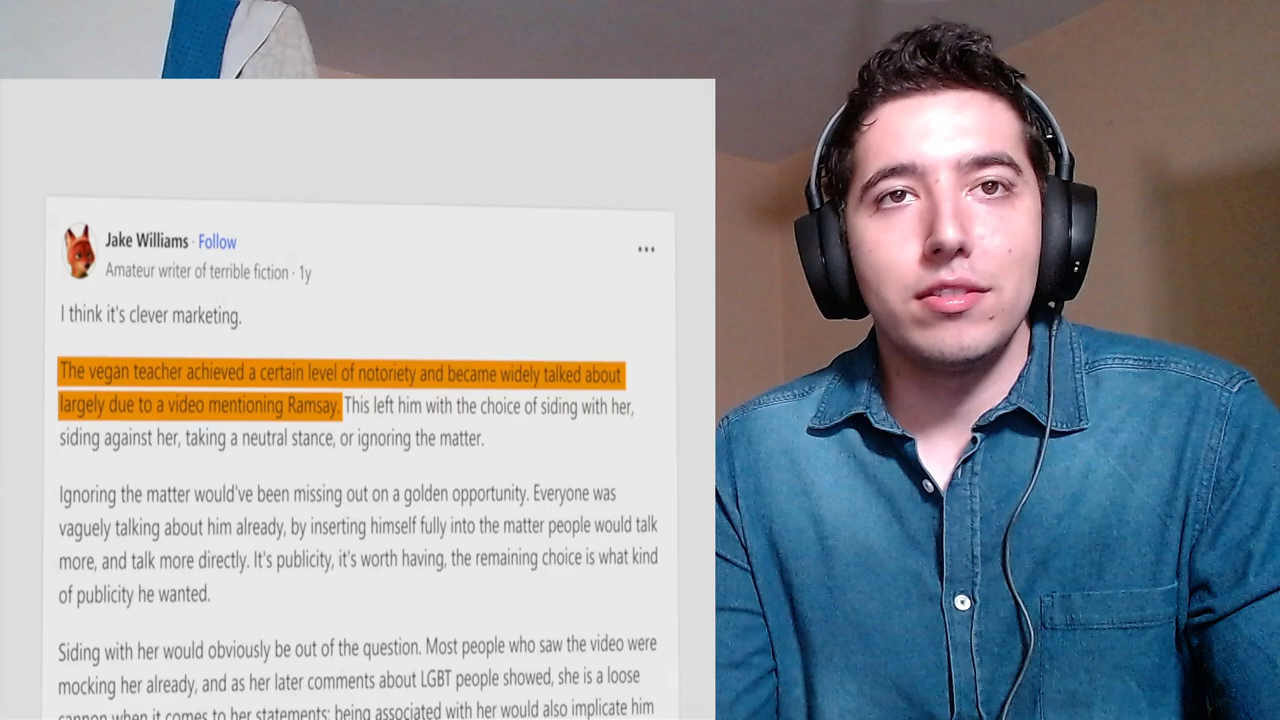 Jake Williams · Follow
Amateur writer of terrible fiction · 1y
I think it's clever marketing.
The vegan teacher achieved a certain level of notoriety and became widely talked about
largely due to a video mentioning Ramsay. This left him with the choice of siding with her,
siding against her, taking a neutral stance, or ignoring the matter.
Ignoring the matter would've been missing out on a golden opportunity. Everyone was
vaguely talking about him already, by inserting himself fully into the matter people would talk
more, and talk more directly. It's publicity, it's worth having, the remaining choice is what kind
of publicity he wanted.
Siding with her would obviously be out of the question. Most people who saw the video were
mocking her already, and as her later comments about LGBT people showed, she is a loose
cannon when it comes to her statements; being associated with her would also implicate him